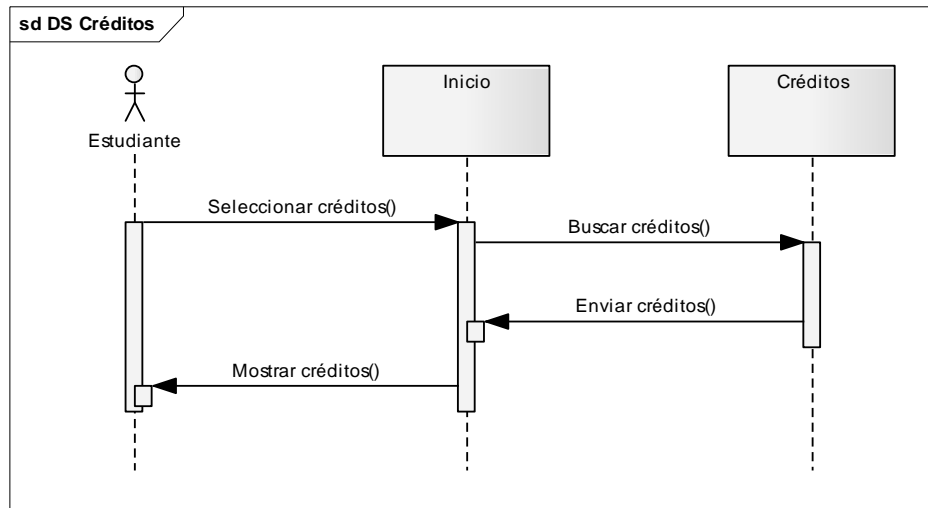 sd DS Créditos
Estudiante
Inicio
Créditos
Seleccionar créditos()
Buscar créditos()
Enviar créditos()
Mostrar créditos()